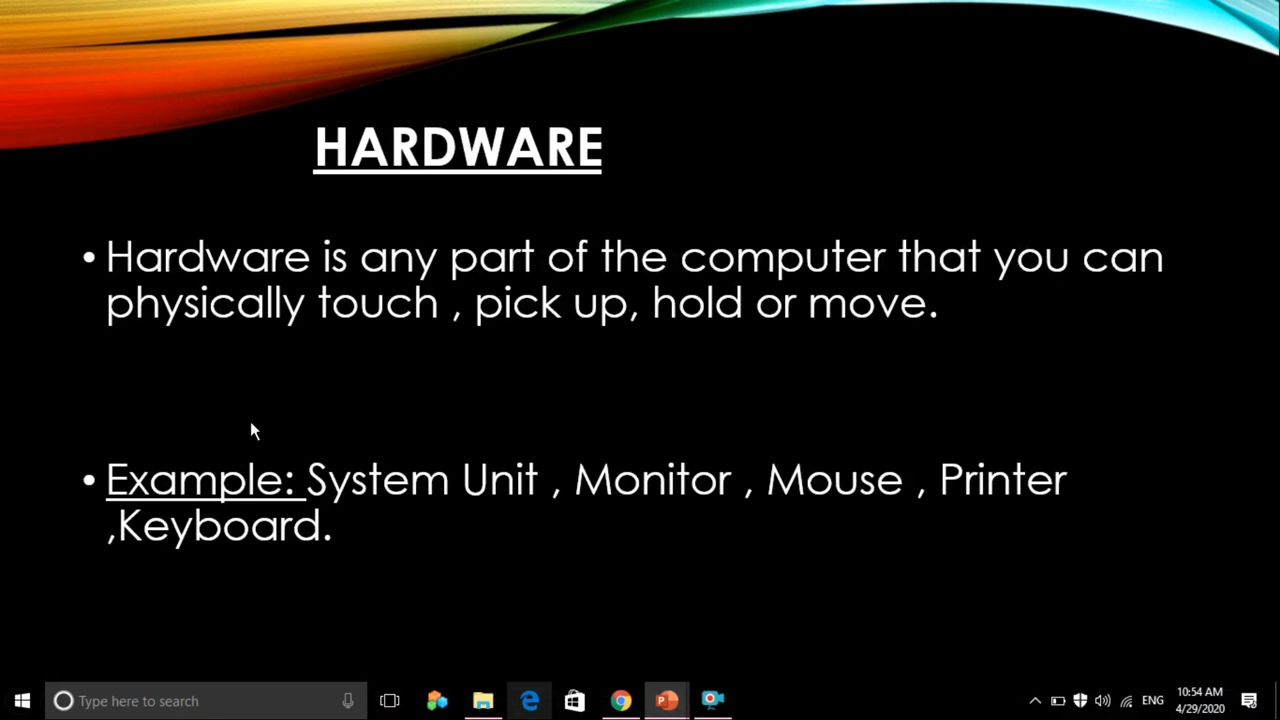 HARDWARE
• Hardware is any part of the computer that you can
physically touch , pick up, hold or move.
• Example: System Unit , Monitor , Mouse , Printer
,Keyboard.
Type here to search
ENG
10:54 AM
4/29/2020